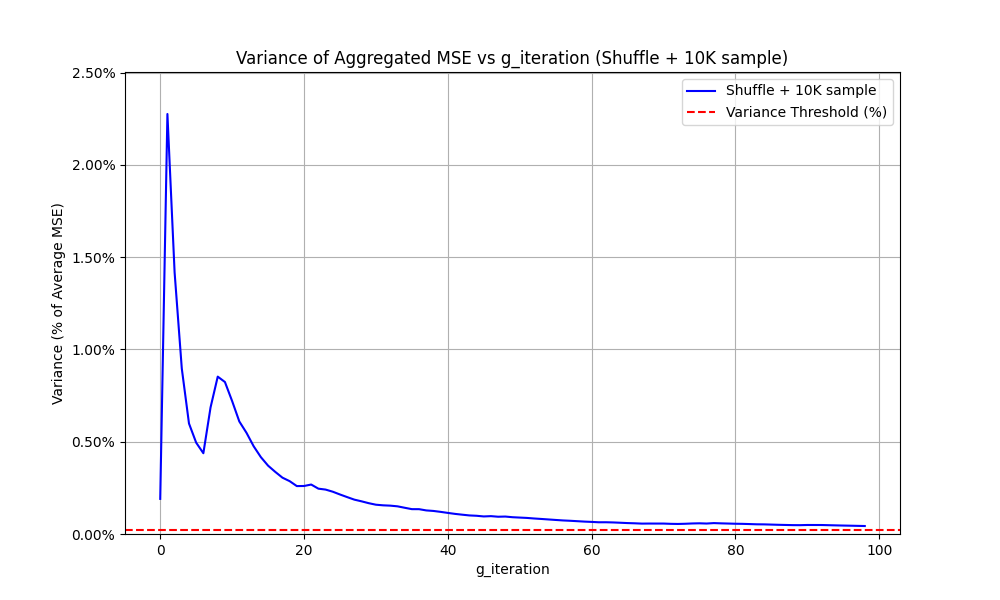 Variance of Aggregated MSE vs g_iteration (Shuffle + 10K sample)
2.50%
2.00%
1.50%
1.00%
0.50%
0.00%
Variance (% of Average MSE)
Shuffle + 10K sample
Variance Threshold (%)
0 20 40 60 80 100
g_iteration